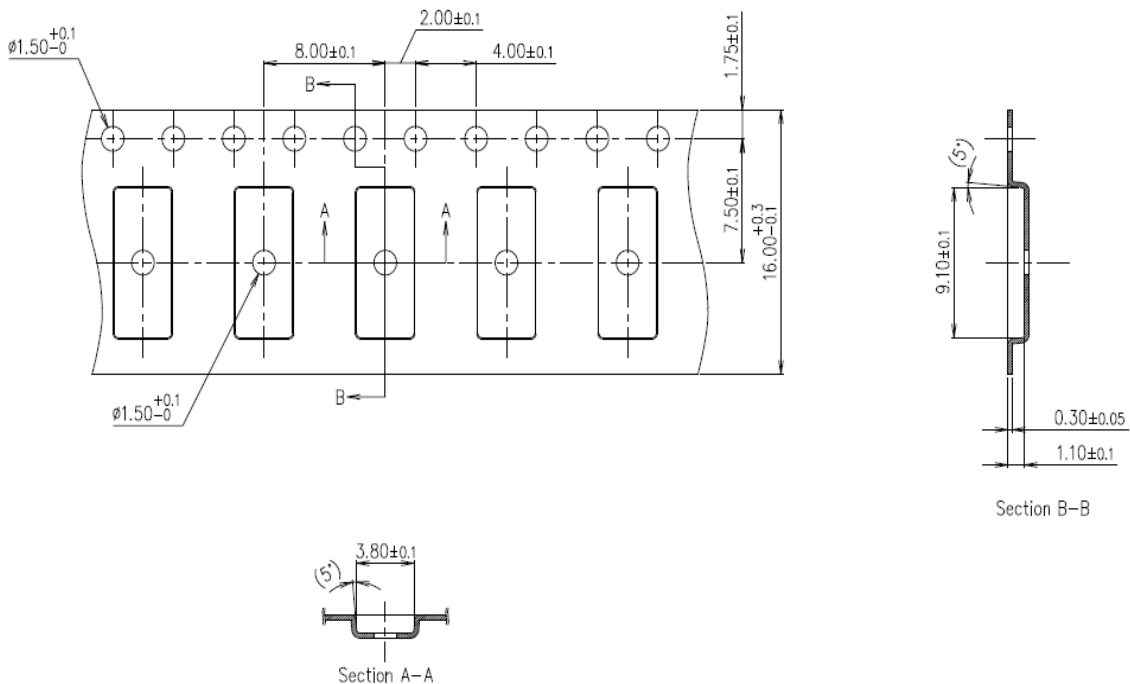 2.00±0.1
+0.1
ø1.50-0
8.00±0.1
4.00±0.1
1.75±0.1
B
A
A
7.50±0.1
+0.3
16.00-0.1
B
+0.1
ø1.50-0
(5°)
9.10±0.1
0.30±0.05
1.10±0.1
Section B-B
3.80±0.1
(5°)
Section A-A